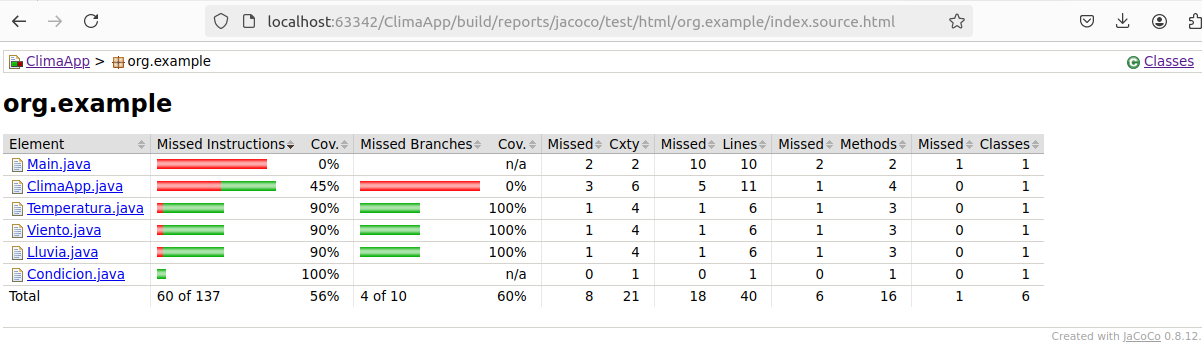 localhost:63342/ClimaApp/build/reports/jacoco/test/html/org.example/index.source.html
ClimaApp > org.example Classes
org.example
Element Missed Instructions Cov. Missed Branches Cov. Missed Cxty Missed Lines Missed Methods Missed Classes
Main.java 0% n/a 2 2 10 10 2 2 1 1
ClimaApp.java 45% 0% 3 6 5 11 1 4 0 1
Temperatura.java 90% 100% 1 4 1 6 1 3 0 1
Viento.java 90% 100% 1 4 1 6 1 3 0 1
Lluvia.java 90% 100% 1 4 1 6 1 3 0 1
Condicion.java 100% n/a 0 1 0 1 0 1 0 1
Total 60 of 137 56% 4 of 10 60% 8 21 18 40 6 16 1 6
Created with JaCoCo 0.8.12.